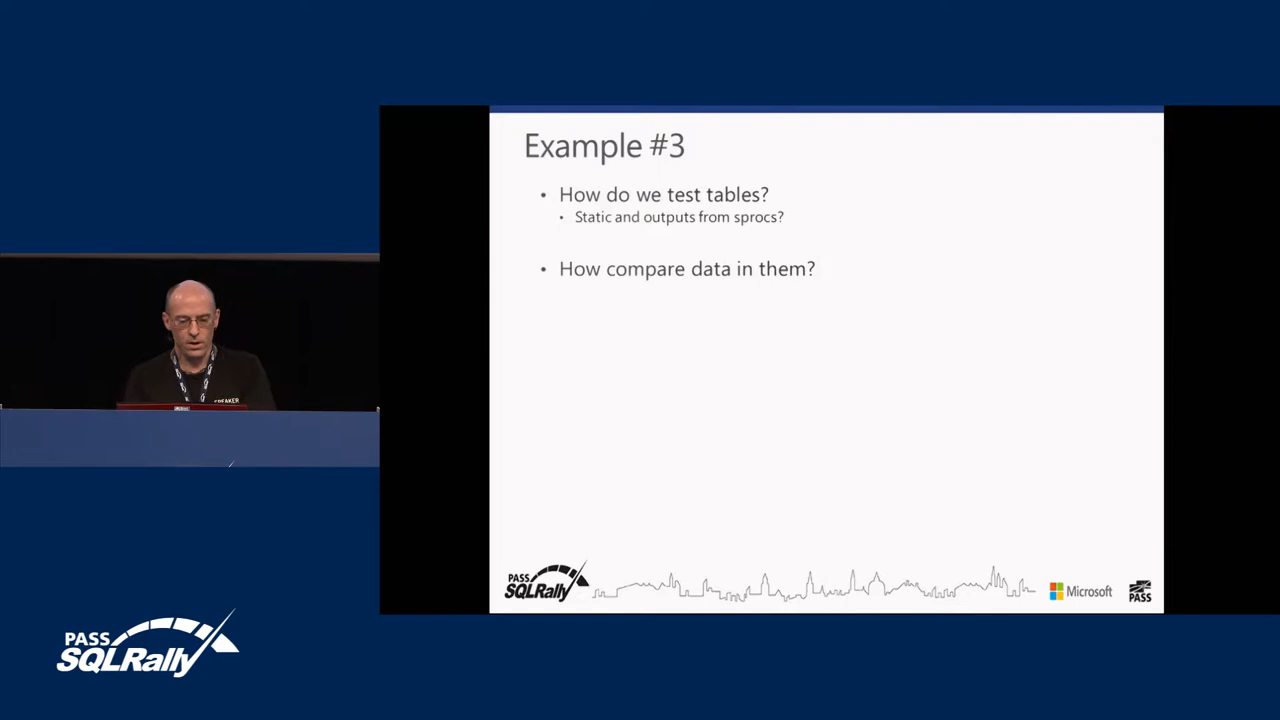 Example #3
• How do we test tables?
• Static and outputs from sprocs?
• How compare data in them?
PASS
SQLRally
Microsoft
PASS
PASS
SQLRally